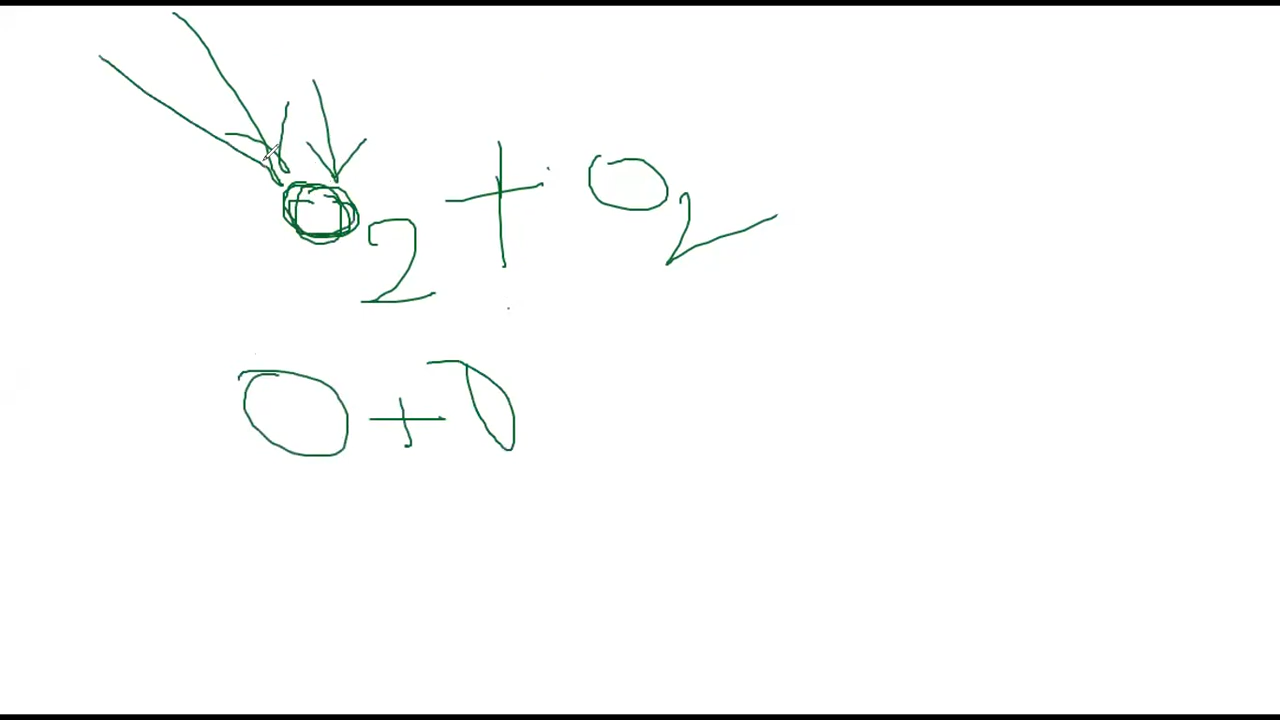 O₂ + O₂
O + O